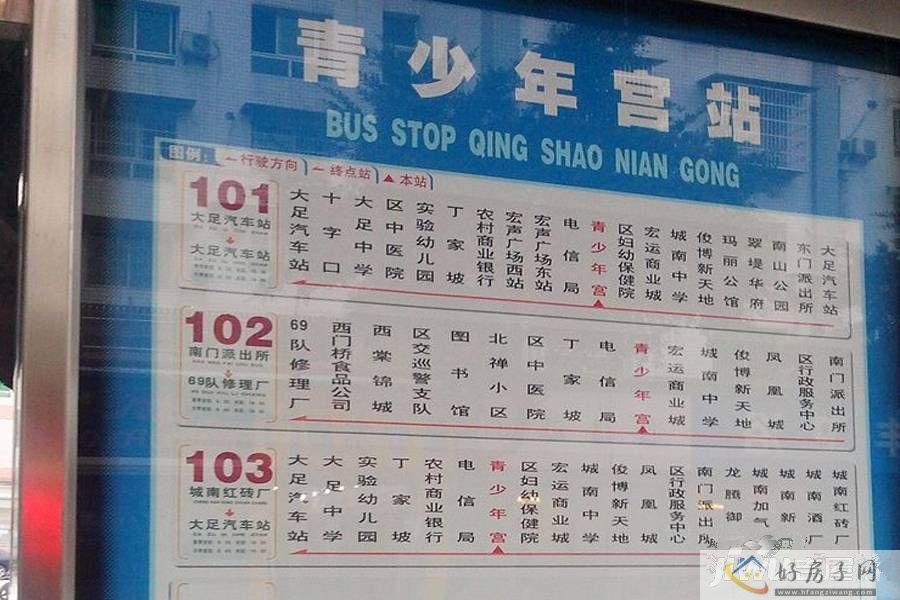 青少年宫站
BUS STOP QING SHAO NIAN GONG
图例: 行驶方向 终点站 本站
101
大足汽车站
大足汽车站
大足汽车站
十字口
大足中学
区中医院
实验幼儿园
丁家坡
农村商业银行
宏声广场西站
宏声广场东站
电信局
青少年宫
区妇幼保健院
宏运商业城
城南中学
俊博新天地
玛丽公馆
翠堤华府
南山公园
东门派出所
大足汽车站
102
南门派出所
69队修理厂
69队修理厂
西门桥食品公司
西棠锦城
区交巡警支队
图书馆
北禅小区
区中医院
丁家坡
电信局
青少年宫
宏运商业城
城南中学
俊博新天地
凤凰城
区行政服务中心
南门派出所
103
城南红砖厂
大足汽车站
大足汽车站
大足中学
实验幼儿园
丁家坡
农村商业银行
电信局
青少年宫
区妇幼保健院
宏运商业城
城南中学
俊博新天地
凤凰城
区行政服务中心
南门派出所
龙腾御
城南加气
城南新
城南酒厂
城南红砖厂
好房子网
www.hfangziwang.com